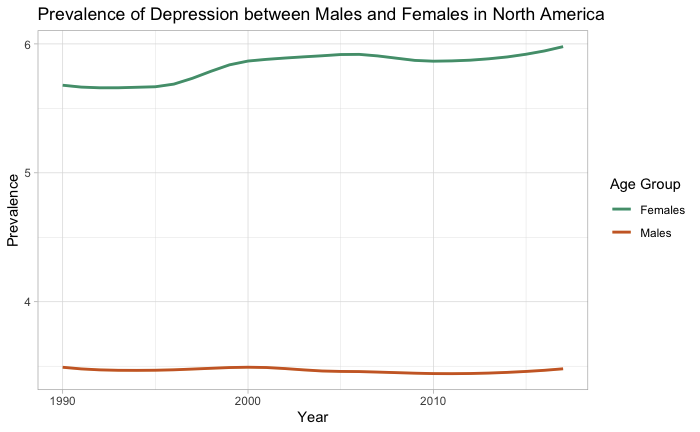 Prevalence of Depression between Males and Females in North America
6
5
4
Prevalence
1990
2000
2010
Year
Age Group
Females
Males